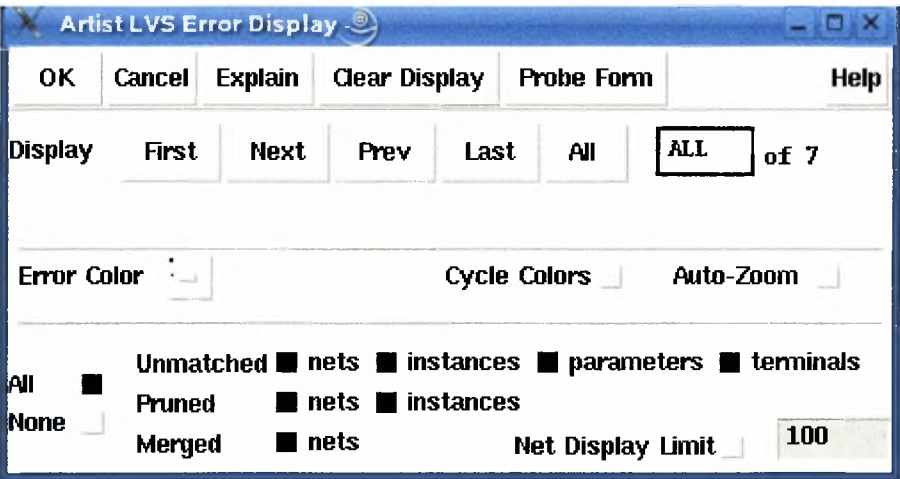 Artist LVS Error Display -
OK Cancel Explain Clear Display Probe Form Help
Display First Next Prev Last All ALL of 7
Error Color Cycle Colors Auto-Zoom
Unmatched nets instances parameters terminals
All
Pruned nets instances
None
Merged nets Net Display Limit 100